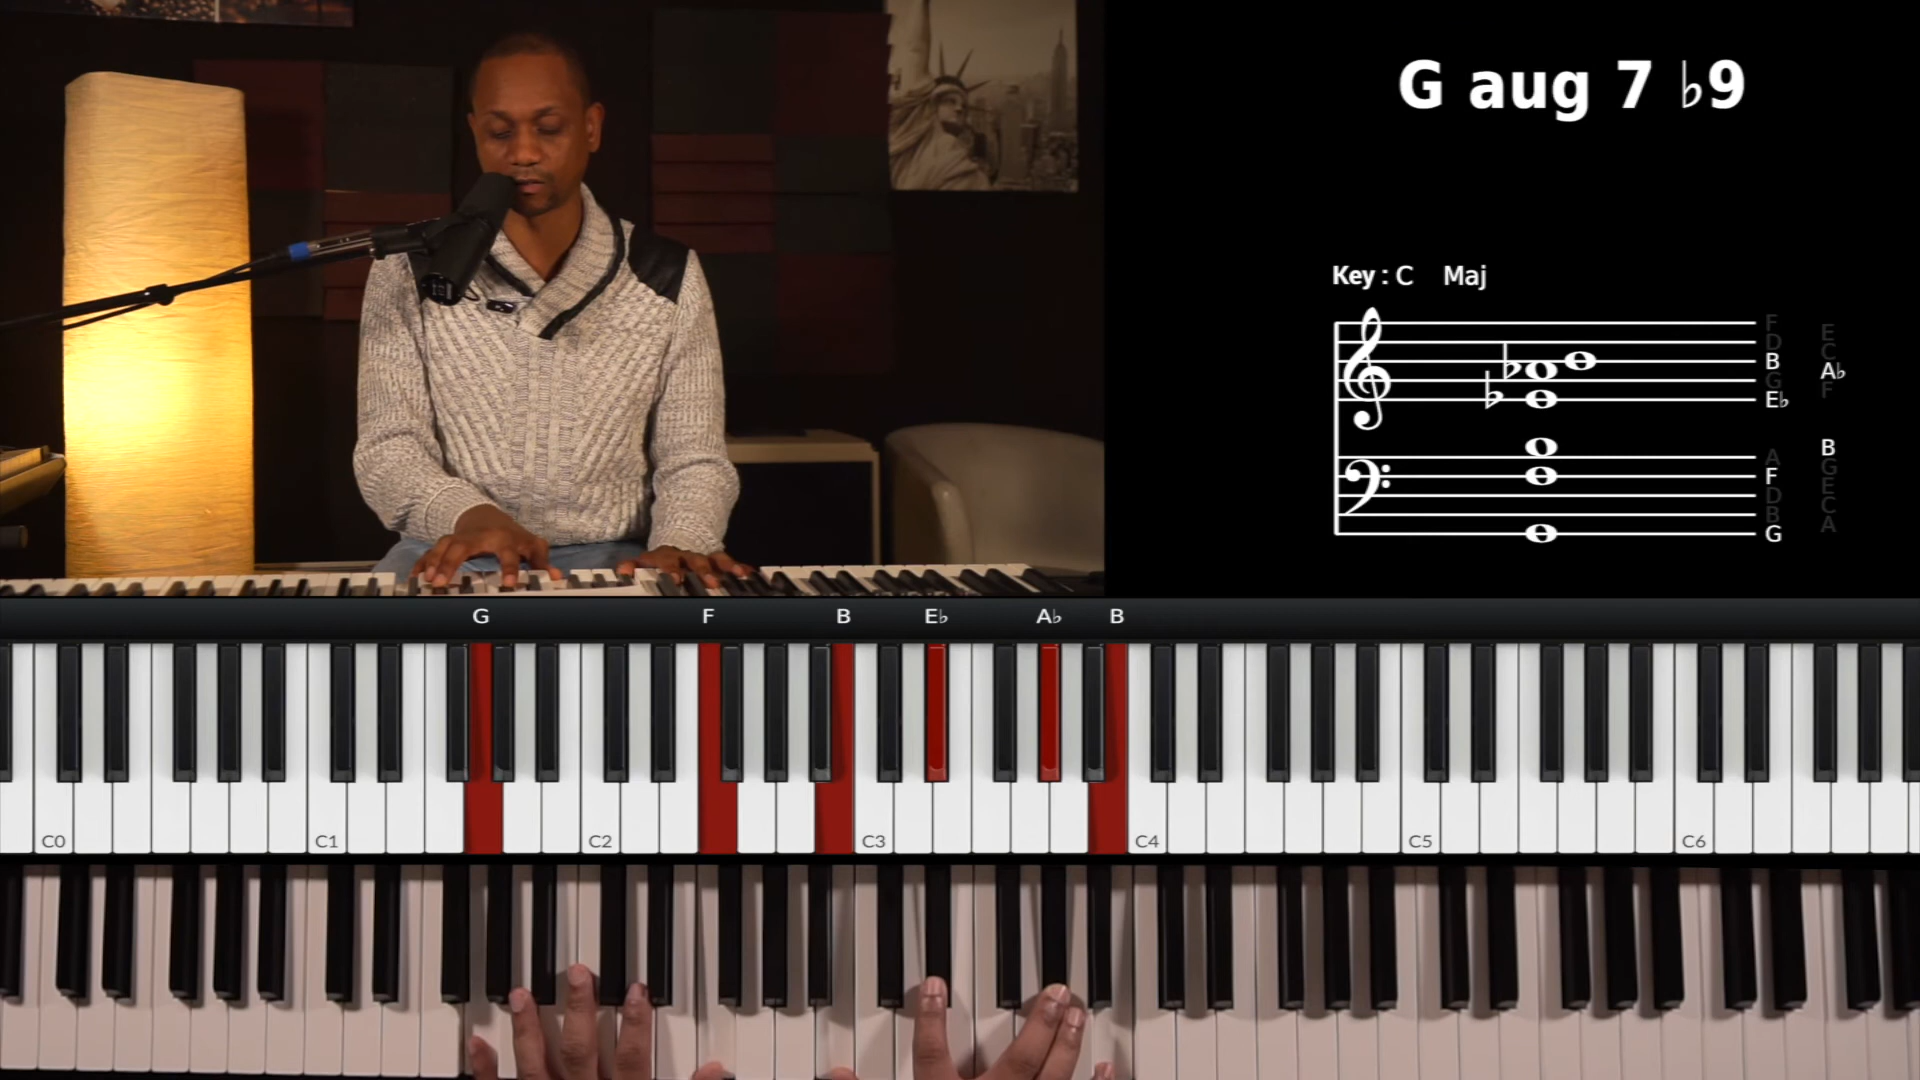 G aug 7 ♭9
Key : C Maj
F
E
D
C
B
A♭
G
F
E♭
B
A
G
F
E
D
C
B
A
G
G F B E♭ A♭ B
C0 C1 C2 C3 C4 C5 C6